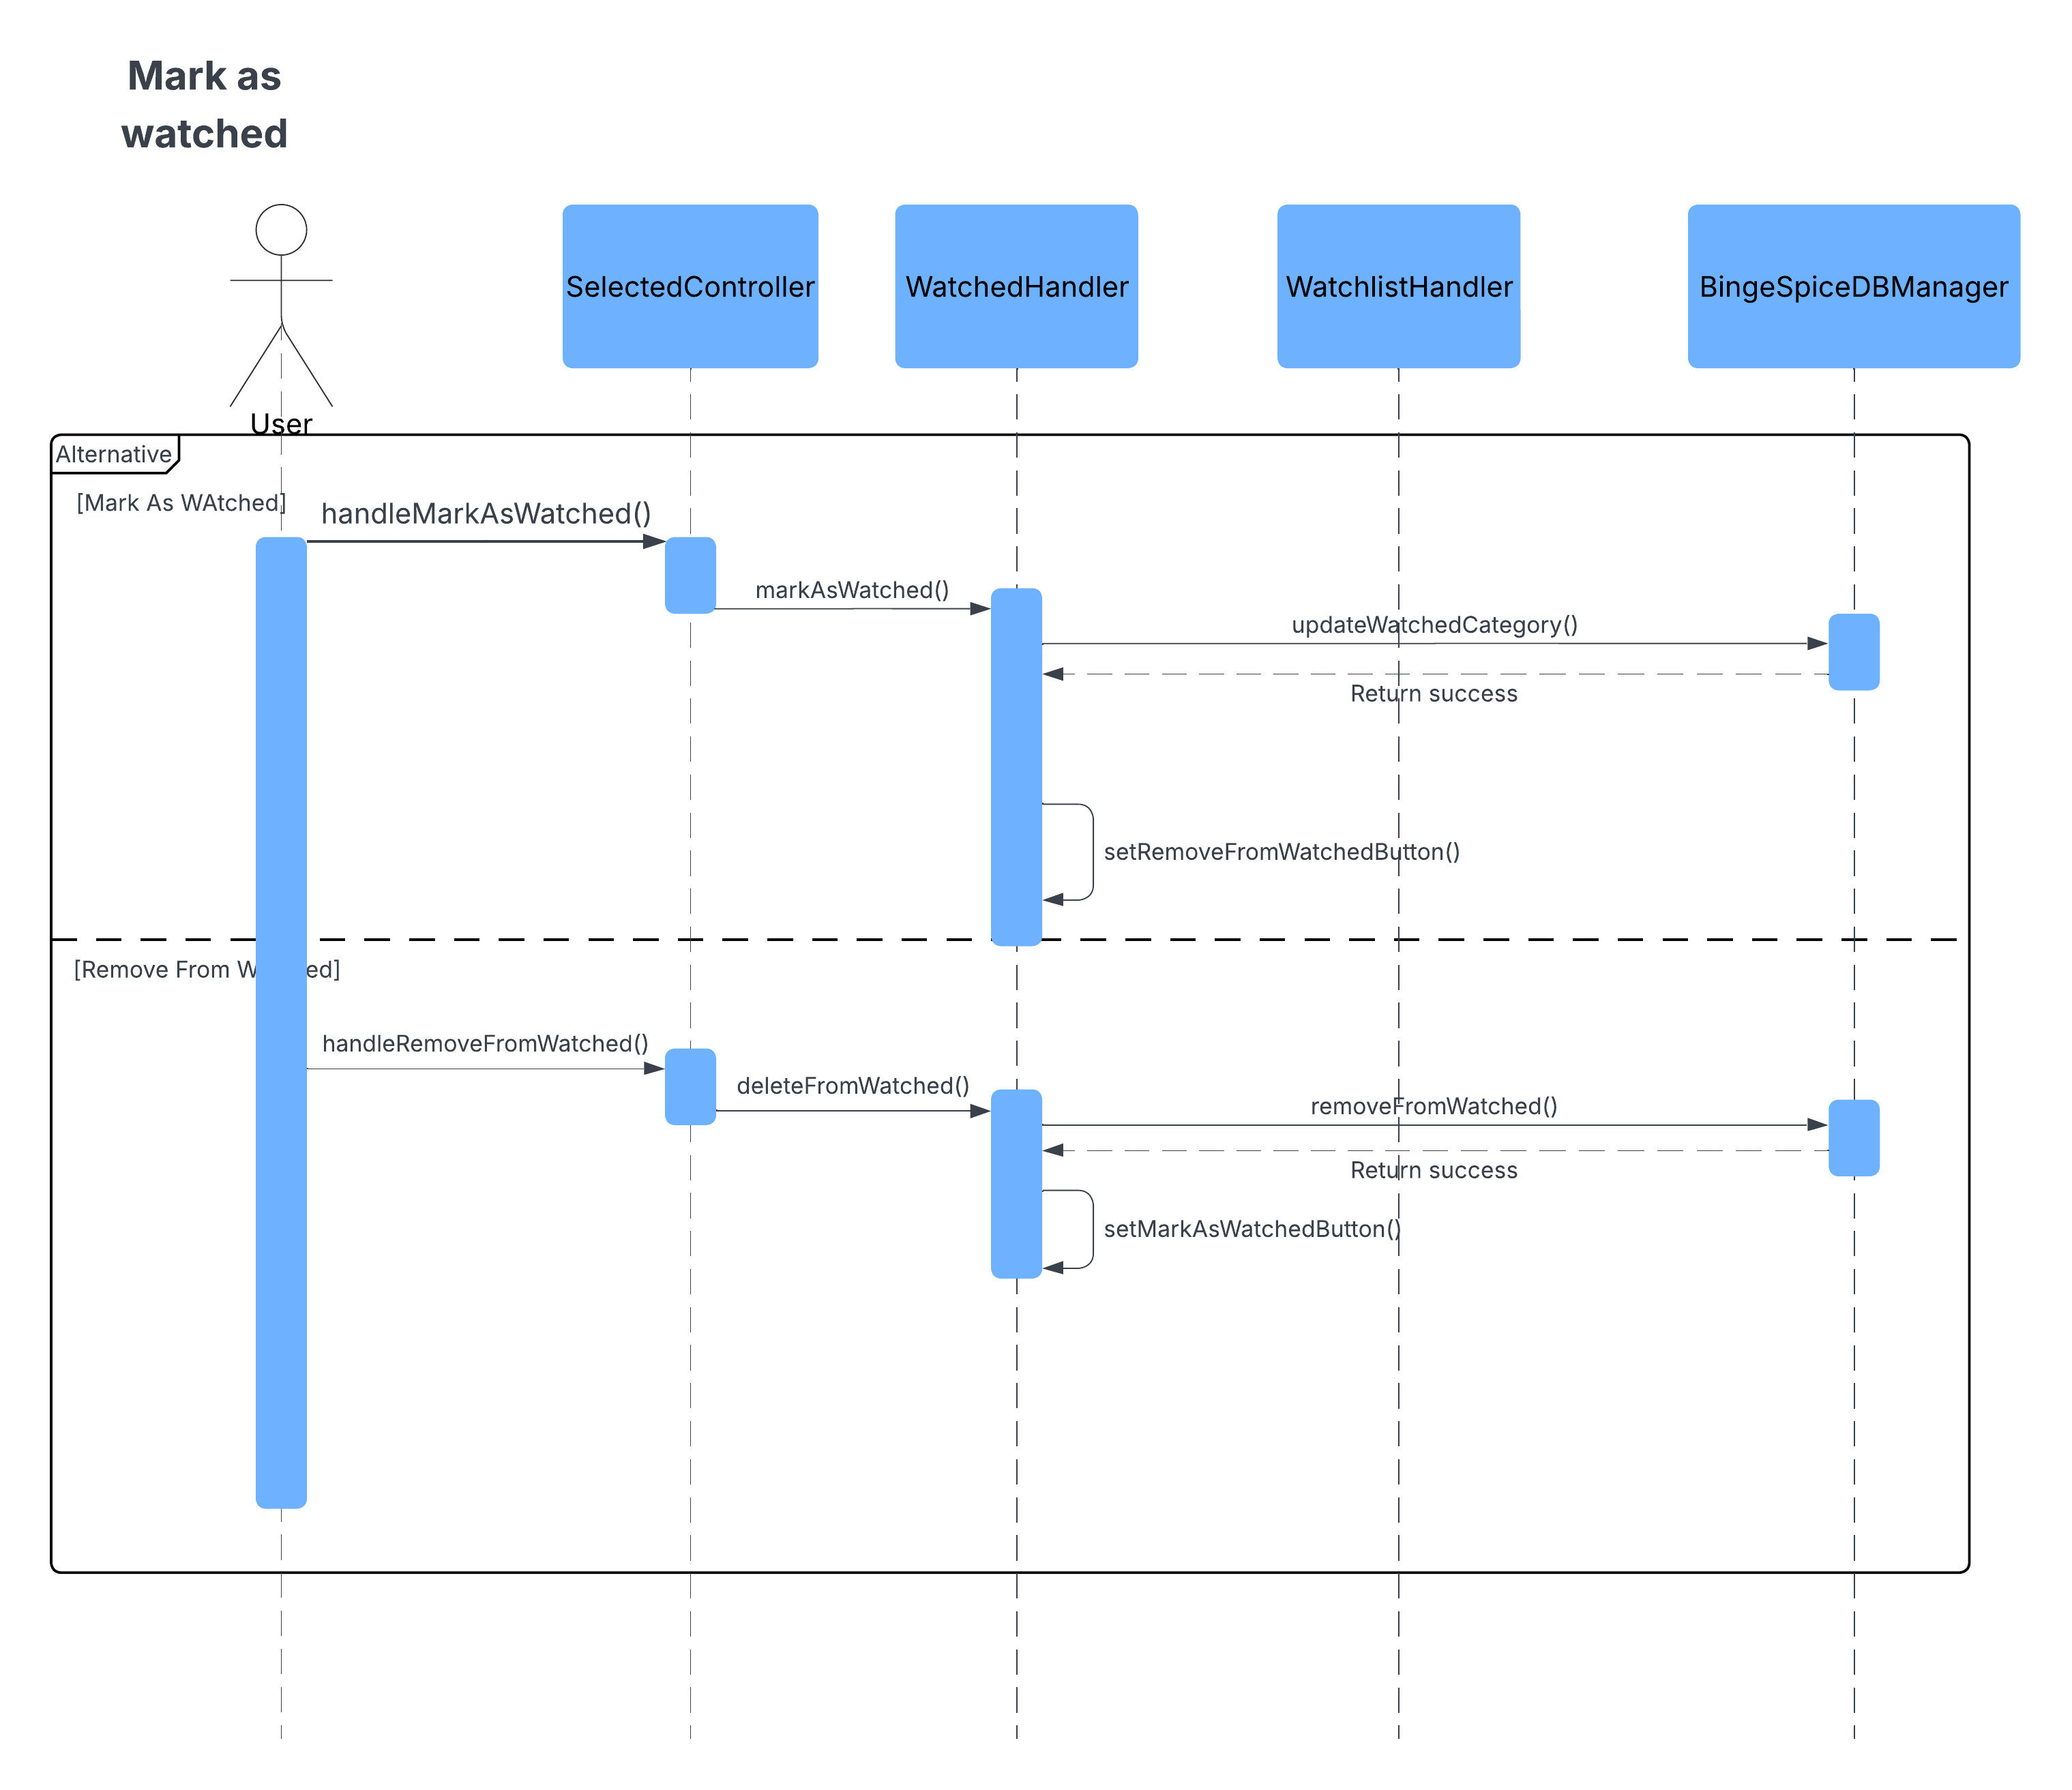 Mark as
watched
SelectedController
WatchedHandler
WatchlistHandler
BingeSpiceDBManager
User
Alternative
[Mark As WAtched]
handleMarkAsWatched()
markAsWatched()
updateWatchedCategory()
Return success
setRemoveFromWatchedButton()
[Remove From W ed]
handleRemoveFromWatched()
deleteFromWatched()
removeFromWatched()
Return success
setMarkAsWatchedButton()